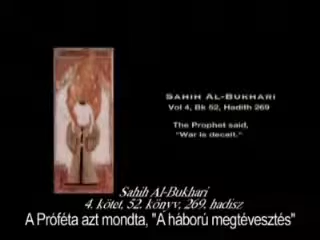 SAHIH AL-BUKHARI
Vol 4, Bk 52, Hadith 269
The Prophet said,
"War is deceit."
Sahih Al-Bukhari
4. kötet, 52. könyv, 269. hadísz
A Próféta azt mondta, "A háború megtévesztés"